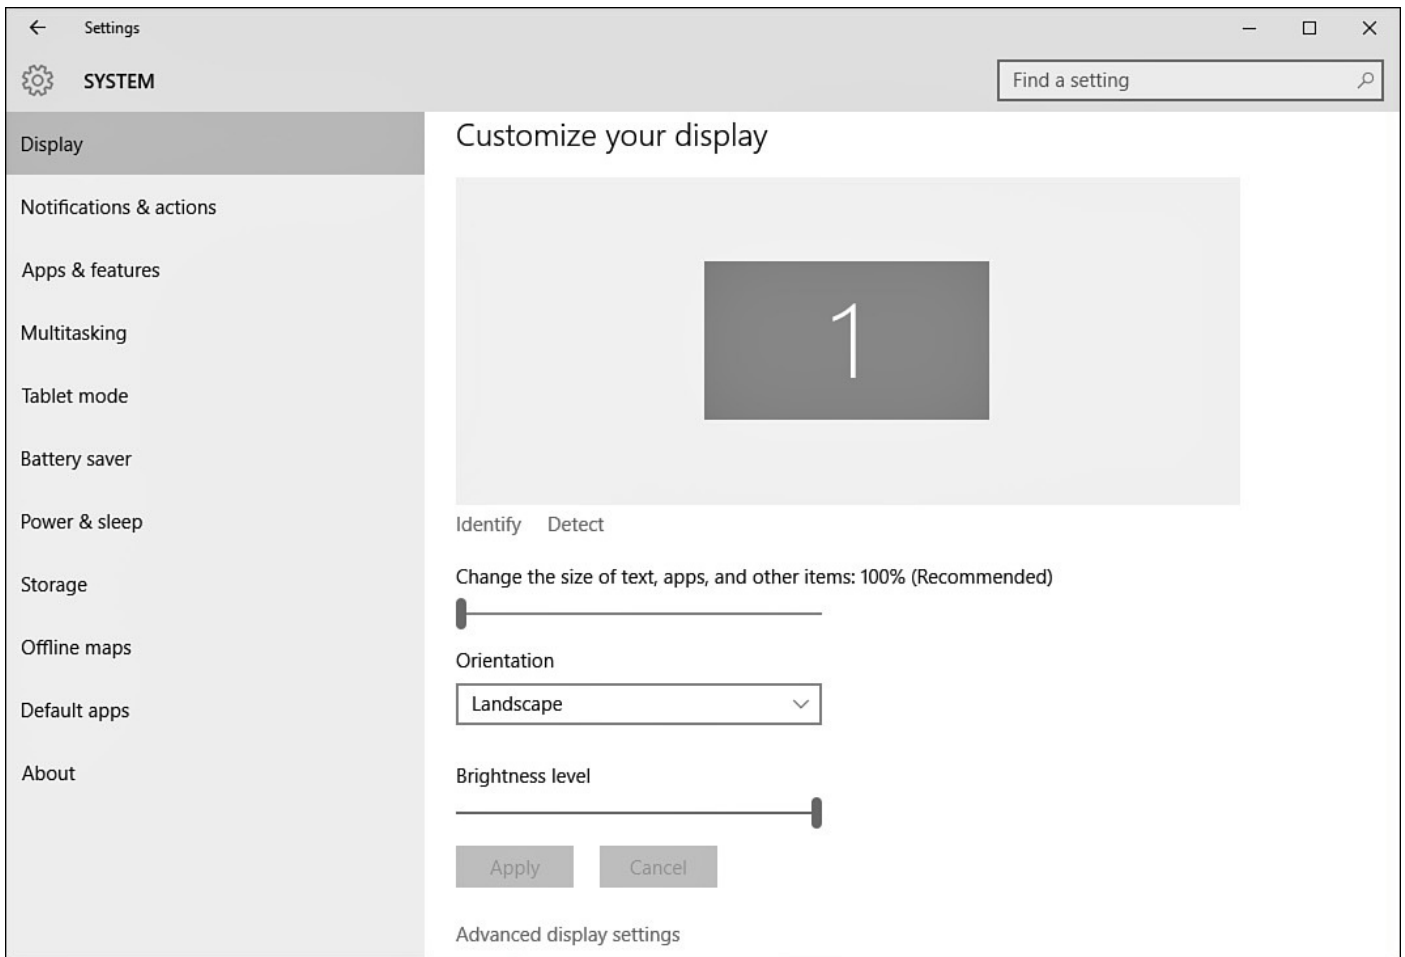 Settings
SYSTEM
Find a setting
Display
Notifications & actions
Apps & features
Multitasking
Tablet mode
Battery saver
Power & sleep
Storage
Offline maps
Default apps
About
Customize your display
1
Identify Detect
Change the size of text, apps, and other items: 100% (Recommended)
Orientation
Landscape
Brightness level
Apply Cancel
Advanced display settings